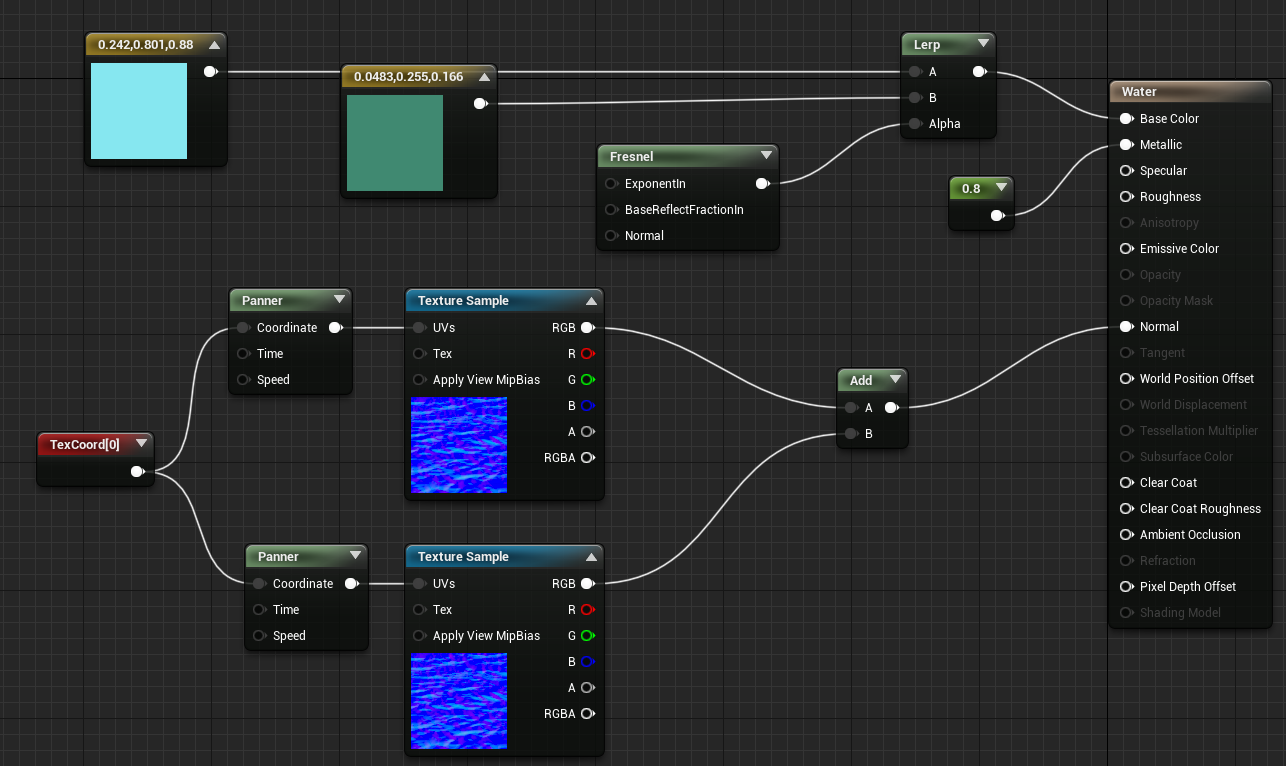 0.242,0.801,0.88
0.0483,0.255,0.166
Lerp
A
B
Alpha
Fresnel
ExponentIn
BaseReflectFractionIn
Normal
0.8
Panner
Coordinate
Time
Speed
Texture Sample
UVs RGB
Tex R
Apply View MipBias G
B
A
RGBA
TexCoord[0]
Panner
Coordinate
Time
Speed
Texture Sample
UVs RGB
Tex R
Apply View MipBias G
B
A
RGBA
Add
A
B
Water
Base Color
Metallic
Specular
Roughness
Anisotropy
Emissive Color
Opacity
Opacity Mask
Normal
Tangent
World Position Offset
World Displacement
Tessellation Multiplier
Subsurface Color
Clear Coat
Clear Coat Roughness
Ambient Occlusion
Refraction
Pixel Depth Offset
Shading Model